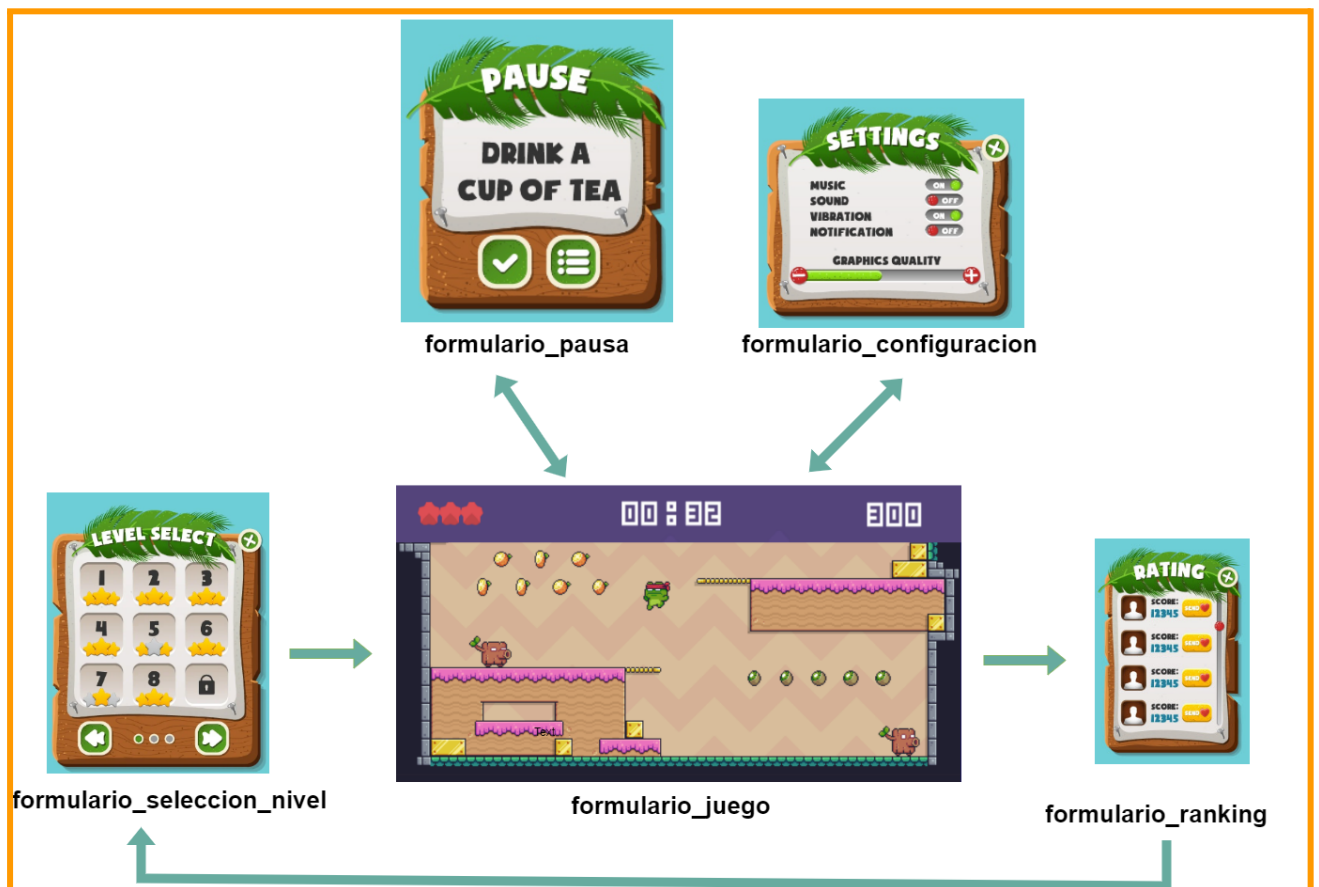 PAUSE
DRINK A
CUP OF TEA
formulario_pausa
SETTINGS
MUSIC ON
SOUND OFF
VIBRATION ON
NOTIFICATION OFF
GRAPHICS QUALITY
formulario_configuracion
LEVEL SELECT
1 2 3
4 5 6
7 8
formulario_seleccion_nivel
00:32 300
Text
formulario_juego
RATING
SCORE:
12345 SEND
SCORE:
12345 SEND
SCORE:
12345 SEND
SCORE:
12345 SEND
formulario_ranking